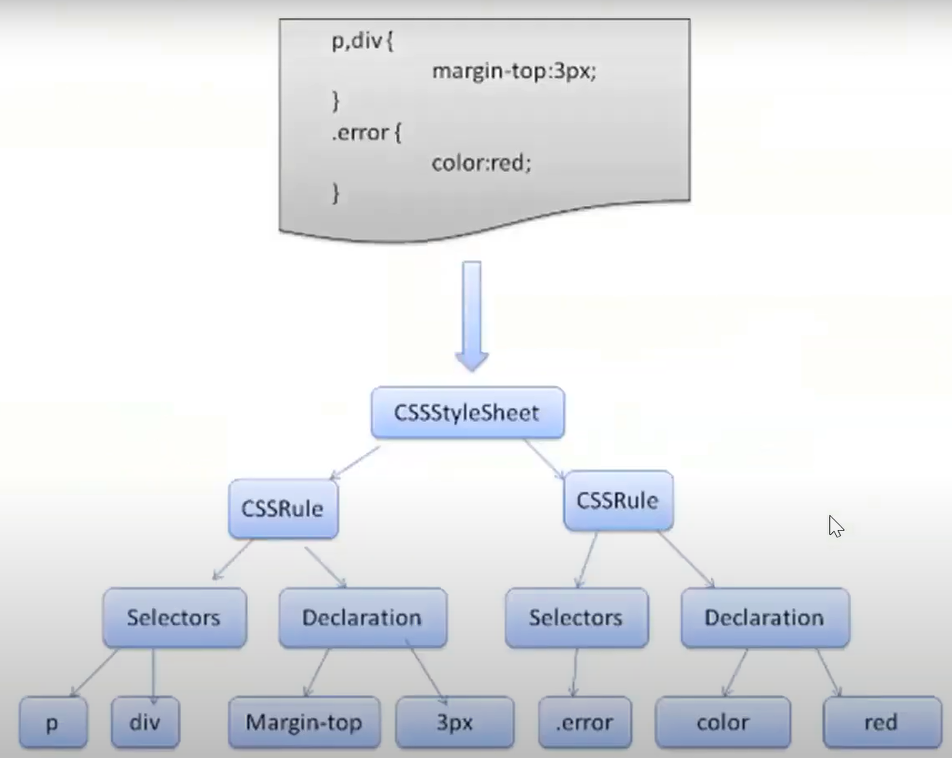 p,div {
margin-top:3px;
}
.error {
color:red;
}
CSSStyleSheet
CSSRule
CSSRule
Selectors
Declaration
Selectors
Declaration
p
div
Margin-top
3px
.error
color
red